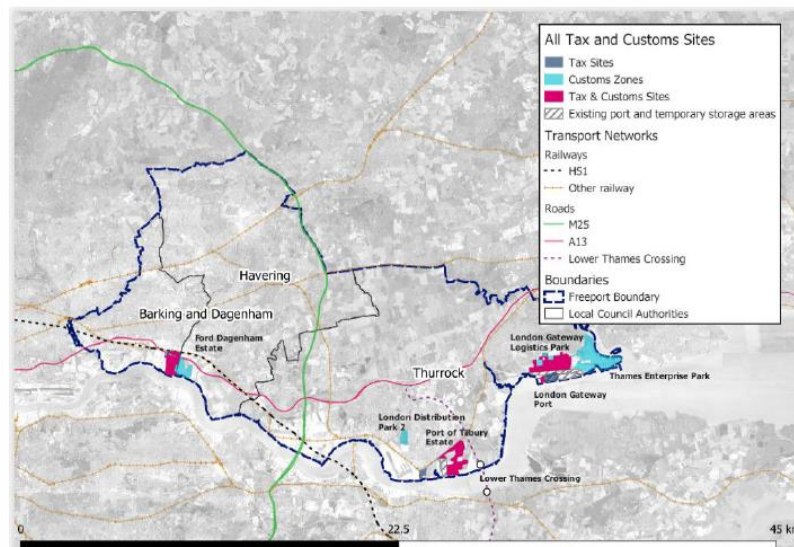 All Tax and Customs Sites
Tax Sites
Customs Zones
Tax & Customs Sites
Existing port and temporary storage areas
Transport Networks
Railways
HS1
Other railway
Roads
M25
A13
Lower Thames Crossing
Boundaries
Freeport Boundary
Local Council Authorities
Havering
Barking and Dagenham
Ford Dagenham
Estate
London Gateway
Logistics Park
Thurrock
Thames Enterprise Park
London Gateway
Port
London Distribution
Park 2
Port of Tilbury
Estate
Lower Thames Crossing
0
22.5
45 km